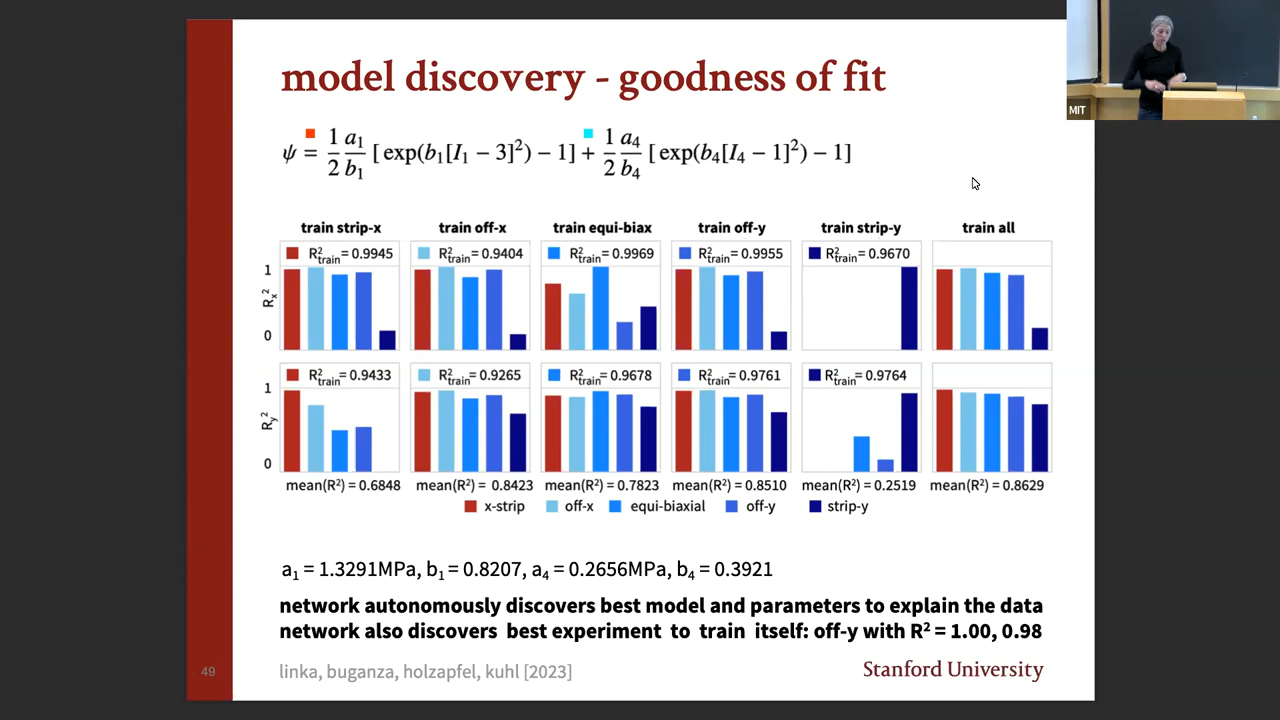 MIT
model discovery - goodness of fit
ψ = 1/2 a₁/b₁ [ exp(b₁[I₁ − 3]²) − 1] + 1/2 a₄/b₄ [ exp(b₄[I₄ − 1]²) − 1]
train strip-x train off-x train equi-biax train off-y train strip-y train all
R²train = 0.9945 R²train = 0.9404 R²train = 0.9969 R²train = 0.9955 R²train = 0.9670
1
Rₓ²
0
R²train = 0.9433 R²train = 0.9265 R²train = 0.9678 R²train = 0.9761 R²train = 0.9764
1
Rᵧ²
0
mean(R²) = 0.6848 mean(R²) = 0.8423 mean(R²) = 0.7823 mean(R²) = 0.8510 mean(R²) = 0.2519 mean(R²) = 0.8629
x-strip off-x equi-biaxial off-y strip-y
a₁ = 1.3291MPa, b₁ = 0.8207, a₄ = 0.2656MPa, b₄ = 0.3921
network autonomously discovers best model and parameters to explain the data
network also discovers best experiment to train itself: off-y with R² = 1.00, 0.98
49 linka, buganza, holzapfel, kuhl [2023] Stanford University